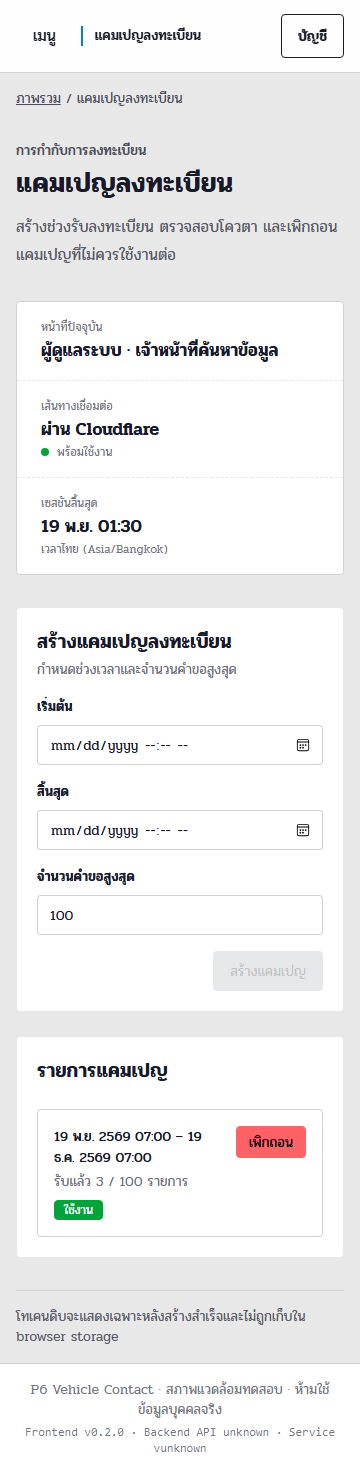 เมนู
แคมเปญลงทะเบียน
บัญชี
ภาพรวม / แคมเปญลงทะเบียน
การกำกับการลงทะเบียน
แคมเปญลงทะเบียน
สร้างช่วงรับลงทะเบียน ตรวจสอบโควตา และเพิกถอน
แคมเปญที่ไม่ควรใช้งานต่อ
หน้าที่ปัจจุบัน
ผู้ดูแลระบบ · เจ้าหน้าที่ค้นหาข้อมูล
เส้นทางเชื่อมต่อ
ผ่าน Cloudflare
พร้อมใช้งาน
เซสชันสิ้นสุด
19 พ.ย. 01:30
เวลาไทย (Asia/Bangkok)
สร้างแคมเปญลงทะเบียน
กำหนดช่วงเวลาและจำนวนคำขอสูงสุด
เริ่มต้น
mm/dd/yyyy --:-- --
สิ้นสุด
mm/dd/yyyy --:-- --
จำนวนคำขอสูงสุด
100
สร้างแคมเปญ
รายการแคมเปญ
19 พ.ย. 2569 07:00 – 19
ธ.ค. 2569 07:00
เพิกถอน
รับแล้ว 3 / 100 รายการ
ใช้งาน
โทเคนดิบจะแสดงเฉพาะหลังสร้างสำเร็จและไม่ถูกเก็บใน
browser storage
P6 Vehicle Contact · สภาพแวดล้อมทดสอบ · ห้ามใช้
ข้อมูลบุคคลจริง
Frontend v0.2.0 · Backend API unknown · Service
vunknown